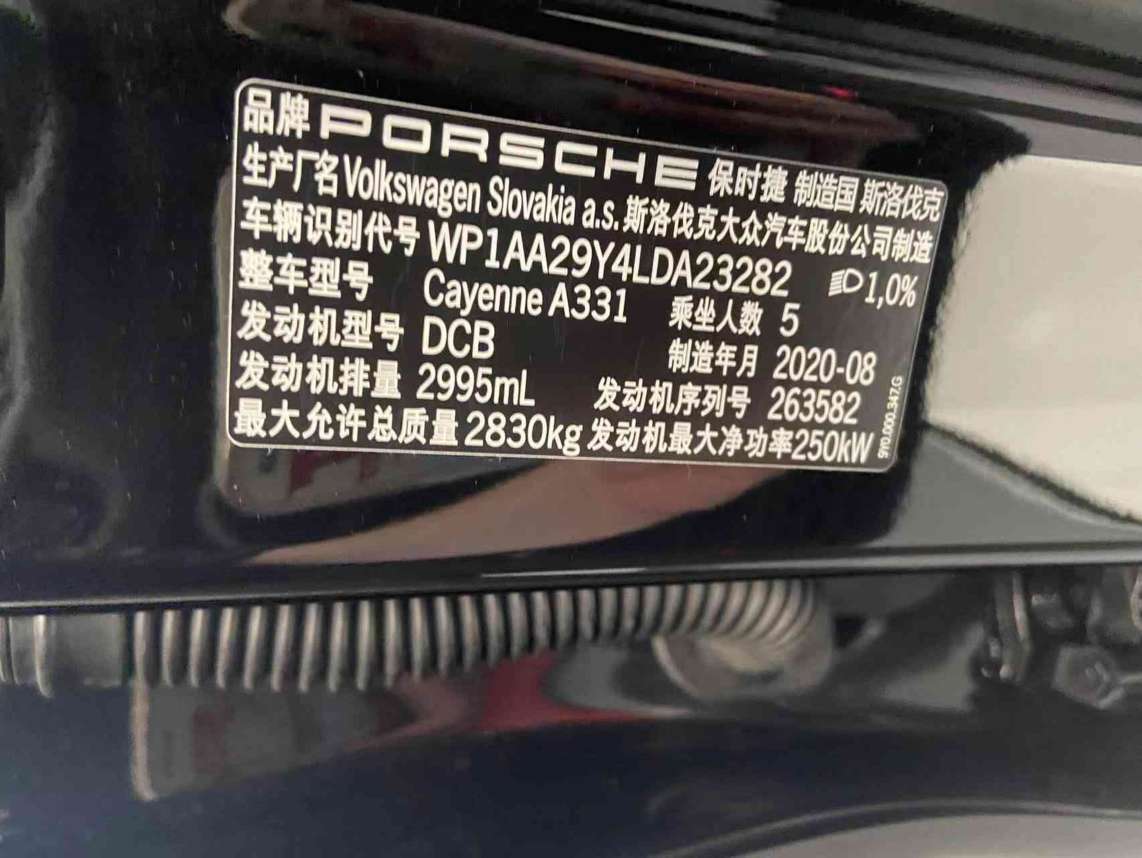 品牌 PORSCHE 保时捷 制造国 斯洛伐克
生产厂名 Volkswagen Slovakia a.s. 斯洛伐克大众汽车股份公司制造
车辆识别代号 WP1AA29Y4LDA23282 1,0%
整车型号 Cayenne A331 乘坐人数 5
发动机型号 DCB 制造年月 2020-08
发动机排量 2995mL 发动机序列号 263582
最大允许总质量 2830kg 发动机最大净功率 250kW
9Y0.000.347.G